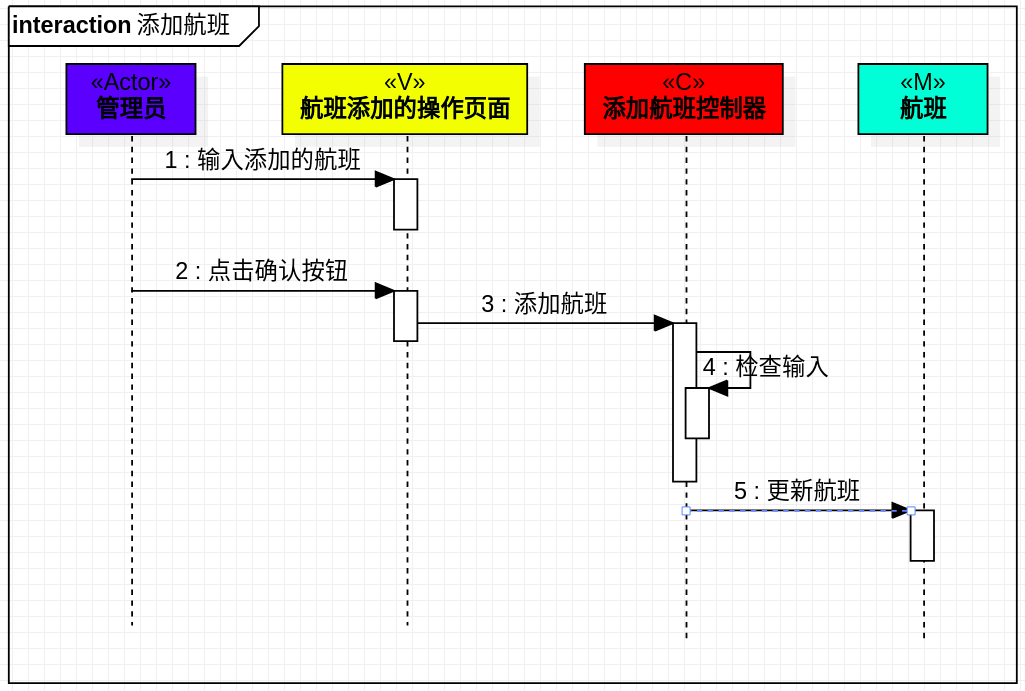 interaction 添加航班
«Actor»
管理员
«V»
航班添加的操作页面
«C»
添加航班控制器
«M»
航班
1 : 输入添加的航班
2 : 点击确认按钮
3 : 添加航班
4 : 检查输入
5 : 更新航班